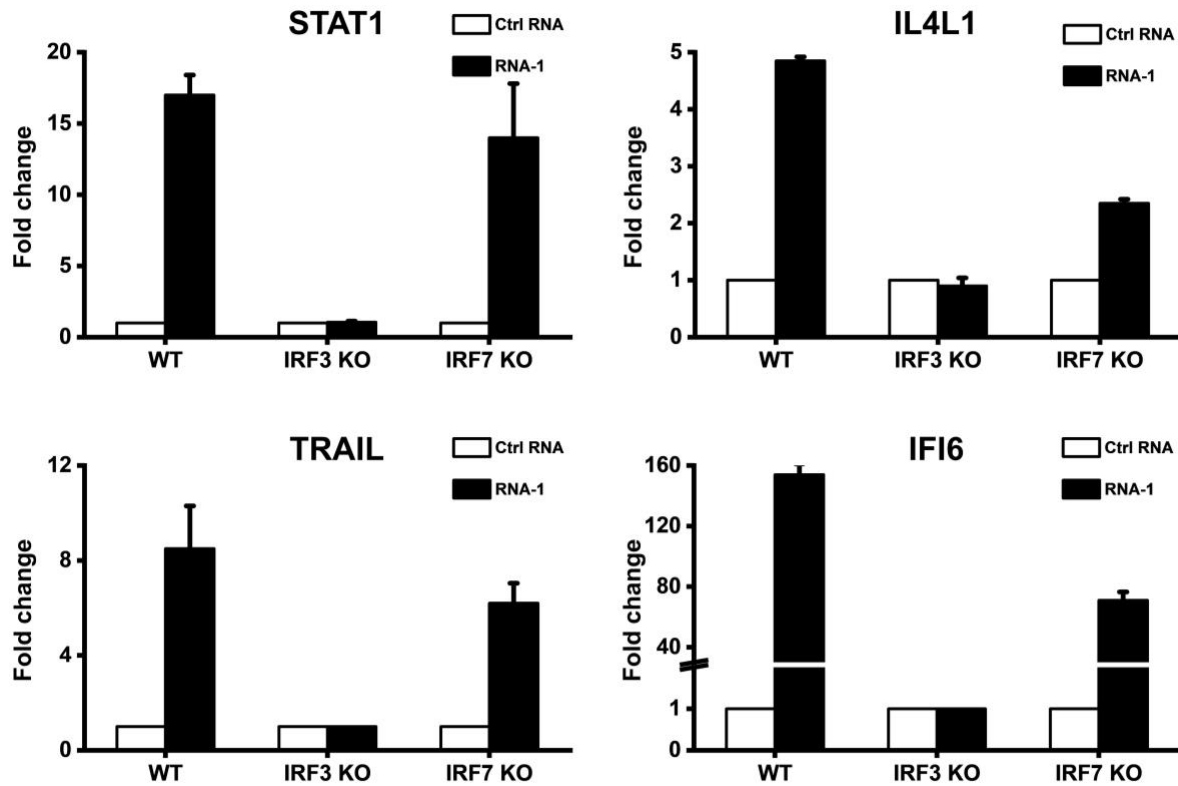 STAT1
Ctrl RNA
RNA-1
Fold change
20
15
10
5
0
WT IRF3 KO IRF7 KO
IL4L1
Ctrl RNA
RNA-1
Fold change
5
4
3
2
1
0
WT IRF3 KO IRF7 KO
TRAIL
Ctrl RNA
RNA-1
Fold change
12
8
4
0
WT IRF3 KO IRF7 KO
IFI6
Ctrl RNA
RNA-1
Fold change
160
120
80
40
1
0
WT IRF3 KO IRF7 KO